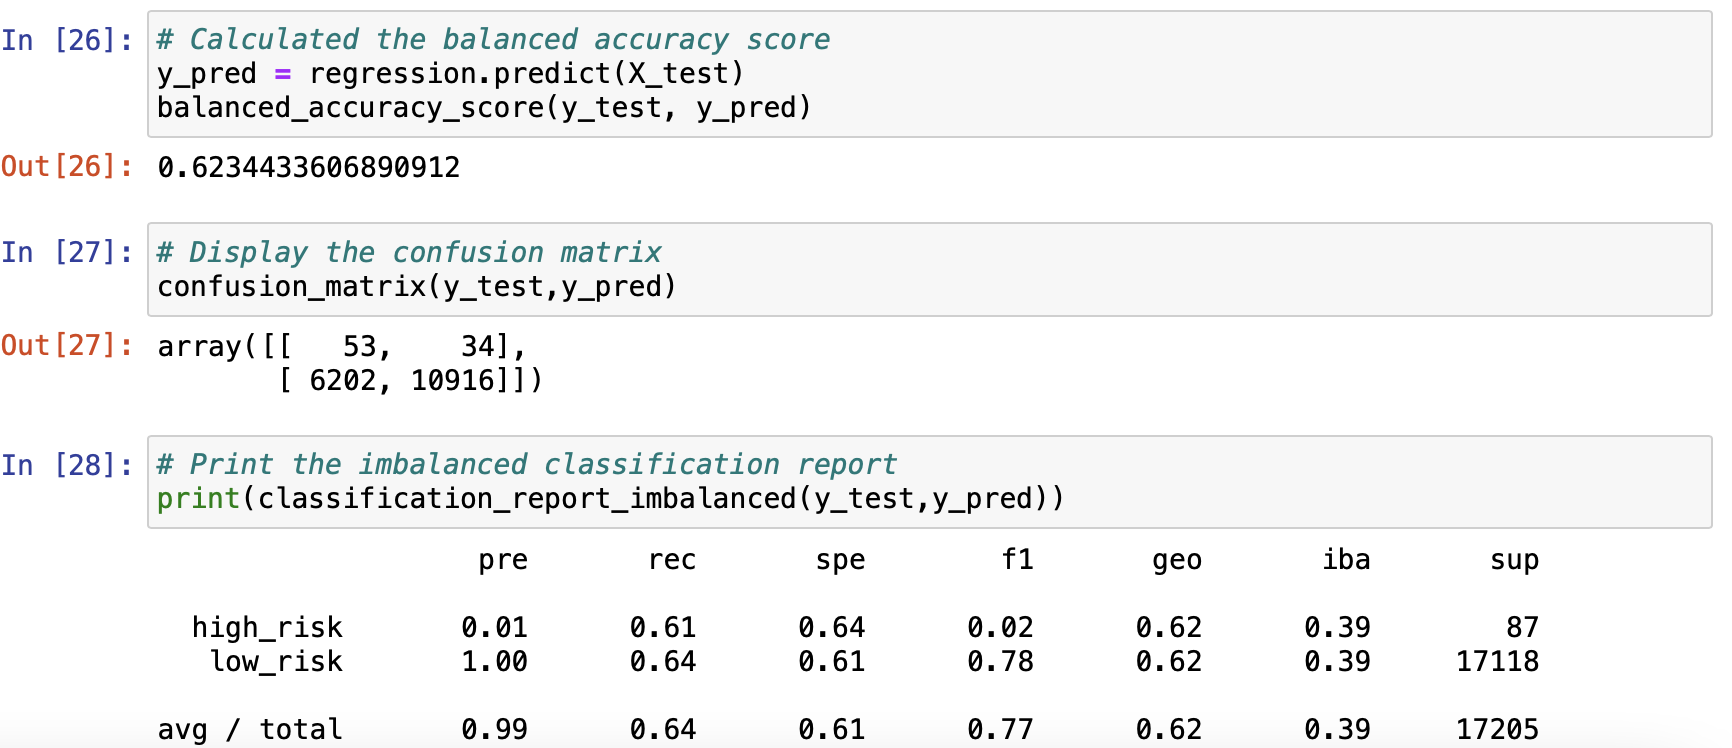 In [26]: # Calculated the balanced accuracy score
y_pred = regression.predict(X_test)
balanced_accuracy_score(y_test, y_pred)
Out[26]: 0.6234433606890912
In [27]: # Display the confusion matrix
confusion_matrix(y_test,y_pred)
Out[27]: array([[   53,    34],
       [ 6202, 10916]])
In [28]: # Print the imbalanced classification report
print(classification_report_imbalanced(y_test,y_pred))
pre rec spe f1 geo iba sup
high_risk 0.01 0.61 0.64 0.02 0.62 0.39 87
low_risk 1.00 0.64 0.61 0.78 0.62 0.39 17118
avg / total 0.99 0.64 0.61 0.77 0.62 0.39 17205